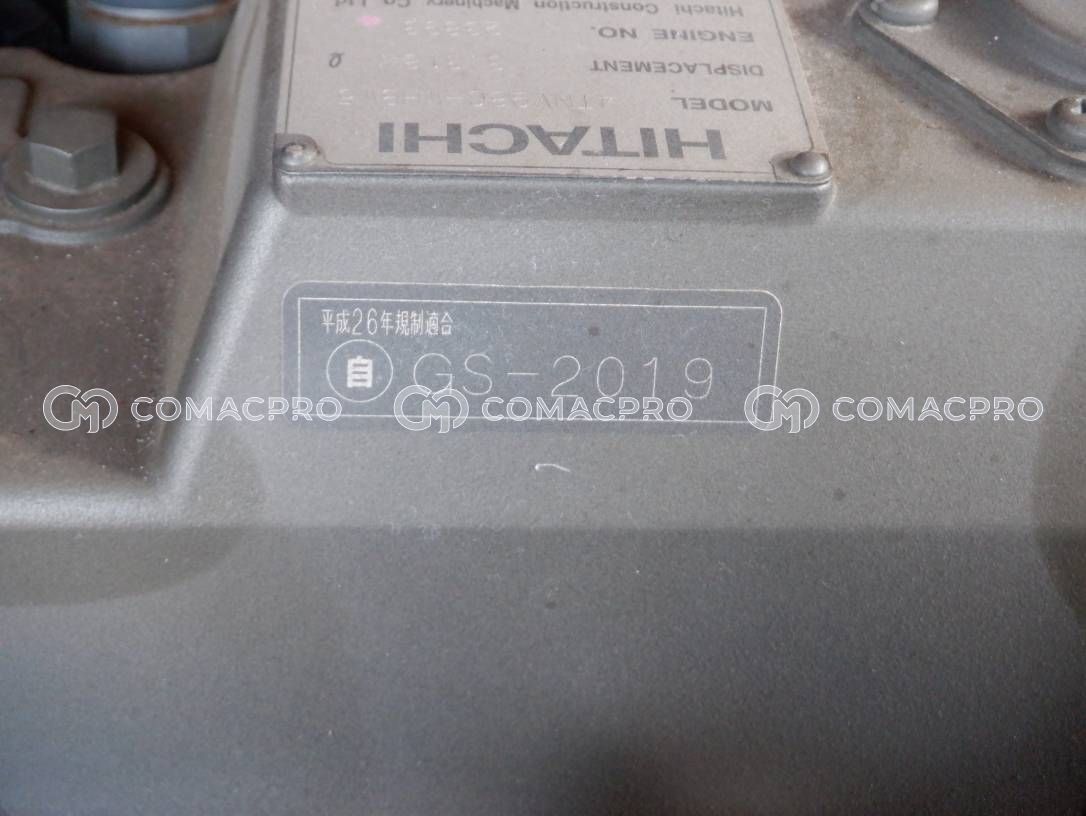 Hitachi Construction Machinery Co. Ltd
ENGINE NO.
DISPLACEMENT ℓ
MODEL
HITACHI
平成26年規制適合
自 GS-2019
COMACPRO COMACPRO COMACPRO